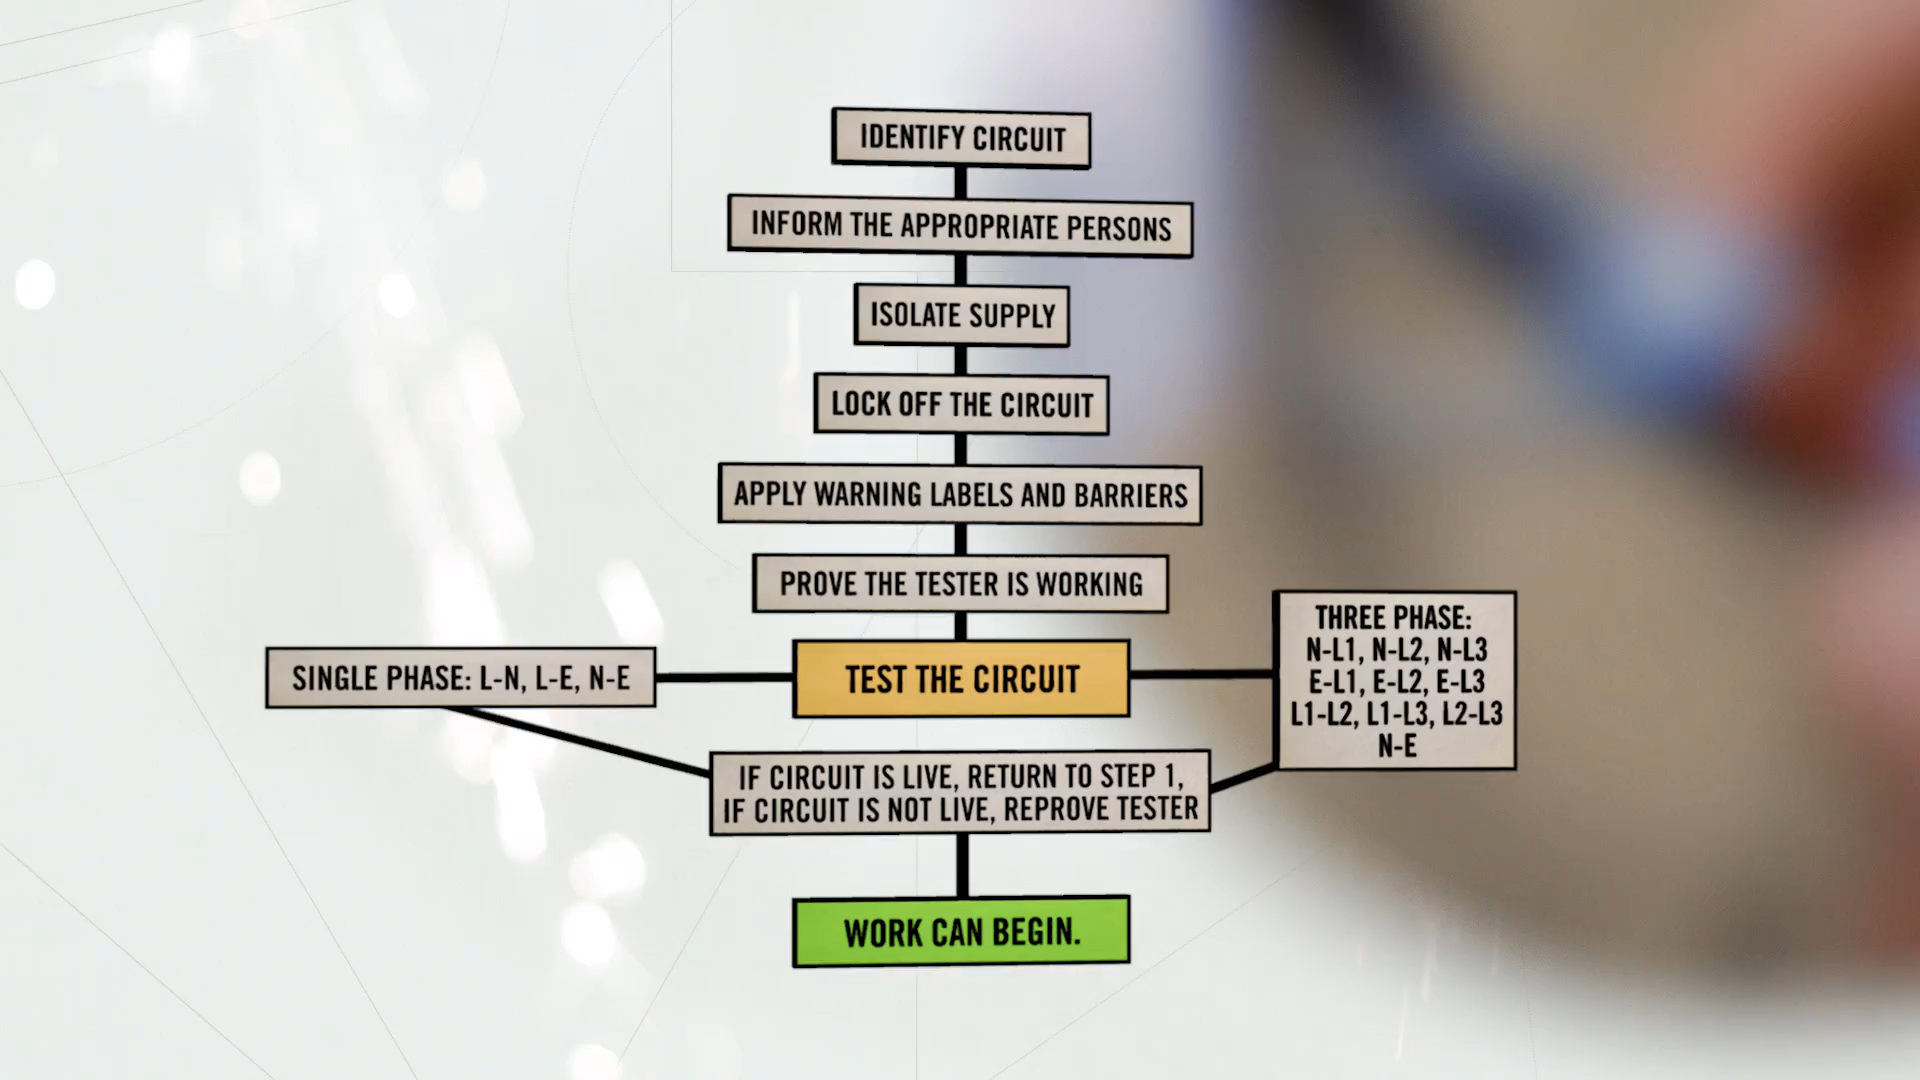 IDENTIFY CIRCUIT
INFORM THE APPROPRIATE PERSONS
ISOLATE SUPPLY
LOCK OFF THE CIRCUIT
APPLY WARNING LABELS AND BARRIERS
PROVE THE TESTER IS WORKING
SINGLE PHASE: L-N, L-E, N-E
TEST THE CIRCUIT
THREE PHASE:
N-L1, N-L2, N-L3
E-L1, E-L2, E-L3
L1-L2, L1-L3, L2-L3
N-E
IF CIRCUIT IS LIVE, RETURN TO STEP 1,
IF CIRCUIT IS NOT LIVE, REPROVE TESTER
WORK CAN BEGIN.